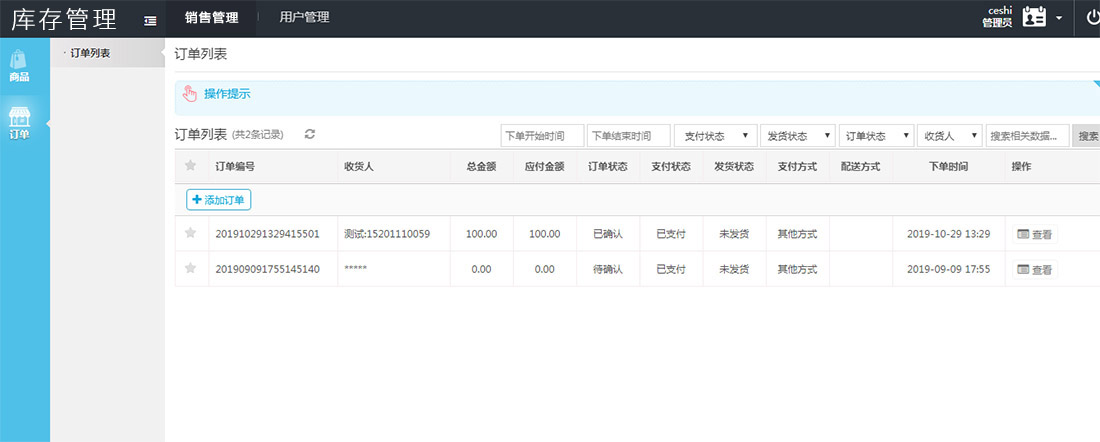 库存管理 销售管理 用户管理 ceshi
管理员
商品
订单
· 订单列表
订单列表
操作提示
订单列表 (共2条记录) 下单开始时间 下单结束时间 支付状态 发货状态 订单状态 收货人 搜索相关数据... 搜索
订单编号 收货人 总金额 应付金额 订单状态 支付状态 发货状态 支付方式 配送方式 下单时间 操作
添加订单
201910291329415501 测试:15201110059 100.00 100.00 已确认 已支付 未发货 其他方式 2019-10-29 13:29 查看
201909091755145140 ***** 0.00 0.00 待确认 已支付 未发货 其他方式 2019-09-09 17:55 查看